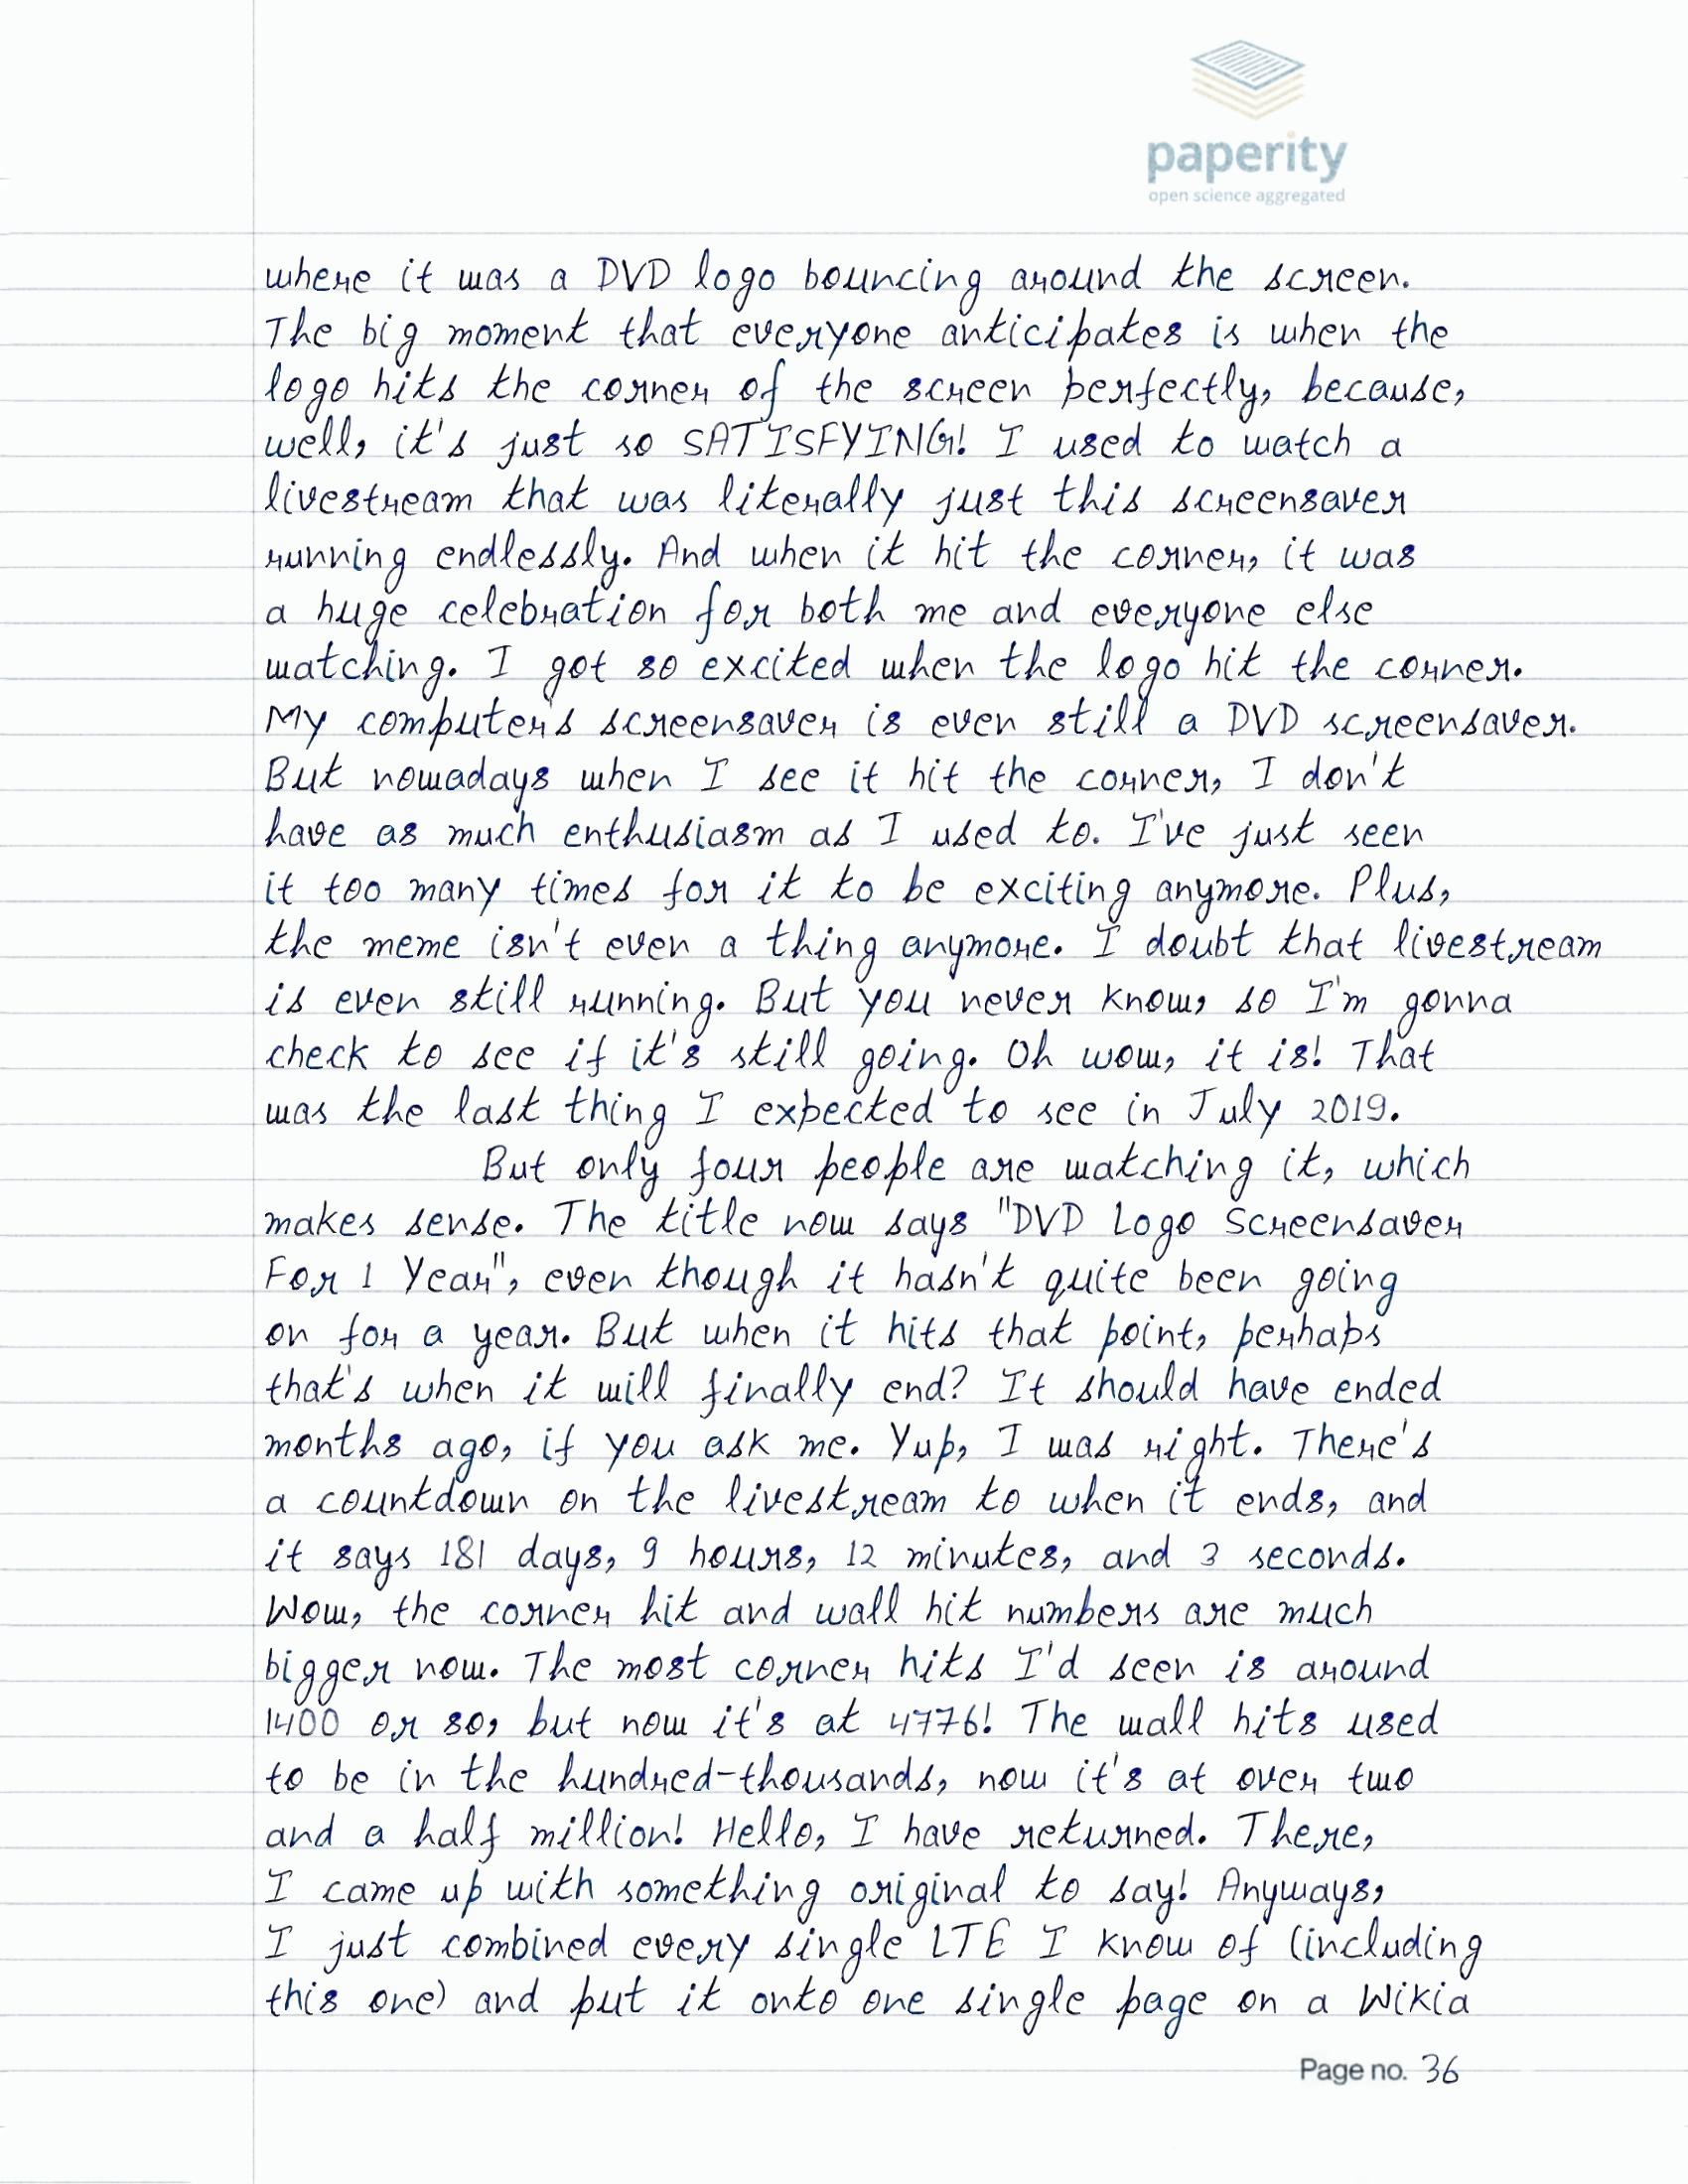 paperity
open science aggregated
where it was a DVD logo bouncing around the screen.
The big moment that everyone anticipates is when the
logo hits the corner of the screen perfectly, because,
well, it's just so SATISFYING! I used to watch a
livestream that was literally just this screensaver
running endlessly. And when it hit the corner, it was
a huge celebration for both me and everyone else
watching. I got so excited when the logo hit the corner.
My computer's screensaver is even still a DVD screensaver.
But nowadays when I see it hit the corner, I don't
have as much enthusiasm as I used to. I've just seen
it too many times for it to be exciting anymore. Plus,
the meme isn't even a thing anymore. I doubt that livestream
is even still running. But you never know, so I'm gonna
check to see if it's still going. Oh wow, it is! That
was the last thing I expected to see in July 2019.
But only four people are watching it, which
makes sense. The title now says "DVD Logo Screensaver
For 1 Year", even though it hasn't quite been going
on for a year. But when it hits that point, perhaps
that's when it will finally end? It should have ended
months ago, if you ask me. Yup, I was right. There's
a countdown on the livestream to when it ends, and
it says 181 days, 9 hours, 12 minutes, and 3 seconds.
Wow, the corner hit and wall hit numbers are much
bigger now. The most corner hits I'd seen is around
1400 or so, but now it's at 4776! The wall hits used
to be in the hundred-thousands, now it's at over two
and a half million! Hello, I have returned. There,
I came up with something original to say! Anyways,
I just combined every single LTE I know of (including
this one) and put it onto one single page on a Wikia
Page no. 36